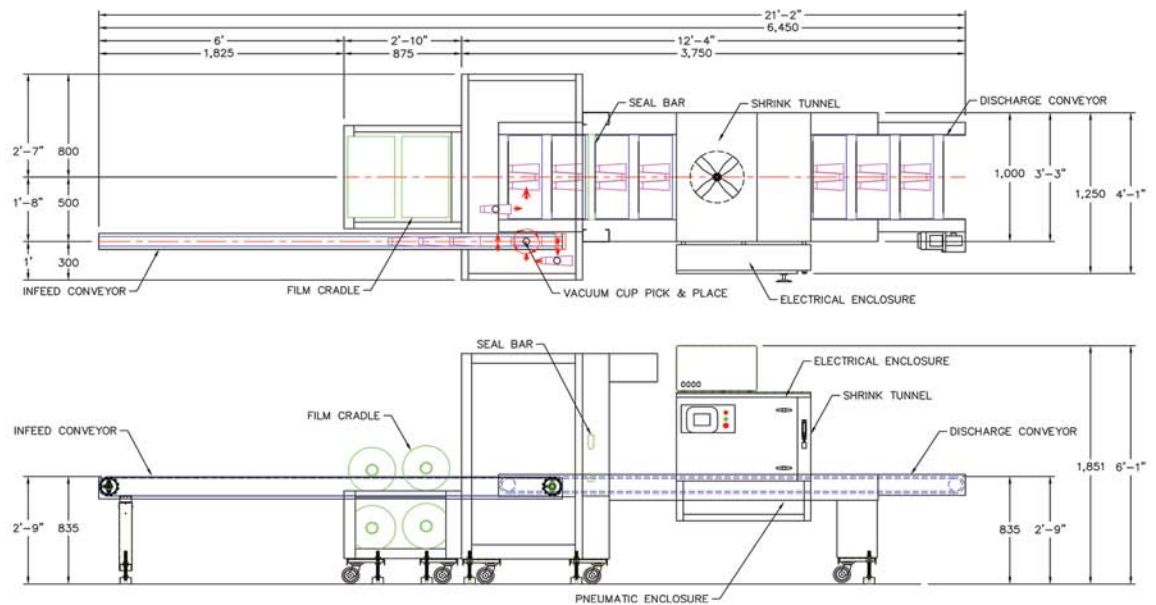 21'-2"
6,450
6' 2'-10" 12'-4"
1,825 875 3,750
SEAL BAR SHRINK TUNNEL DISCHARGE CONVEYOR
2'-7" 800
1'-8" 500
1' 300
1,000 3'-3"
1,250 4'-1"
INFEED CONVEYOR
FILM CRADLE
VACUUM CUP PICK & PLACE
ELECTRICAL ENCLOSURE
SEAL BAR
ELECTRICAL ENCLOSURE
SHRINK TUNNEL
FILM CRADLE
INFEED CONVEYOR
DISCHARGE CONVEYOR
1,851 6'-1"
2'-9" 835
835 2'-9"
PNEUMATIC ENCLOSURE